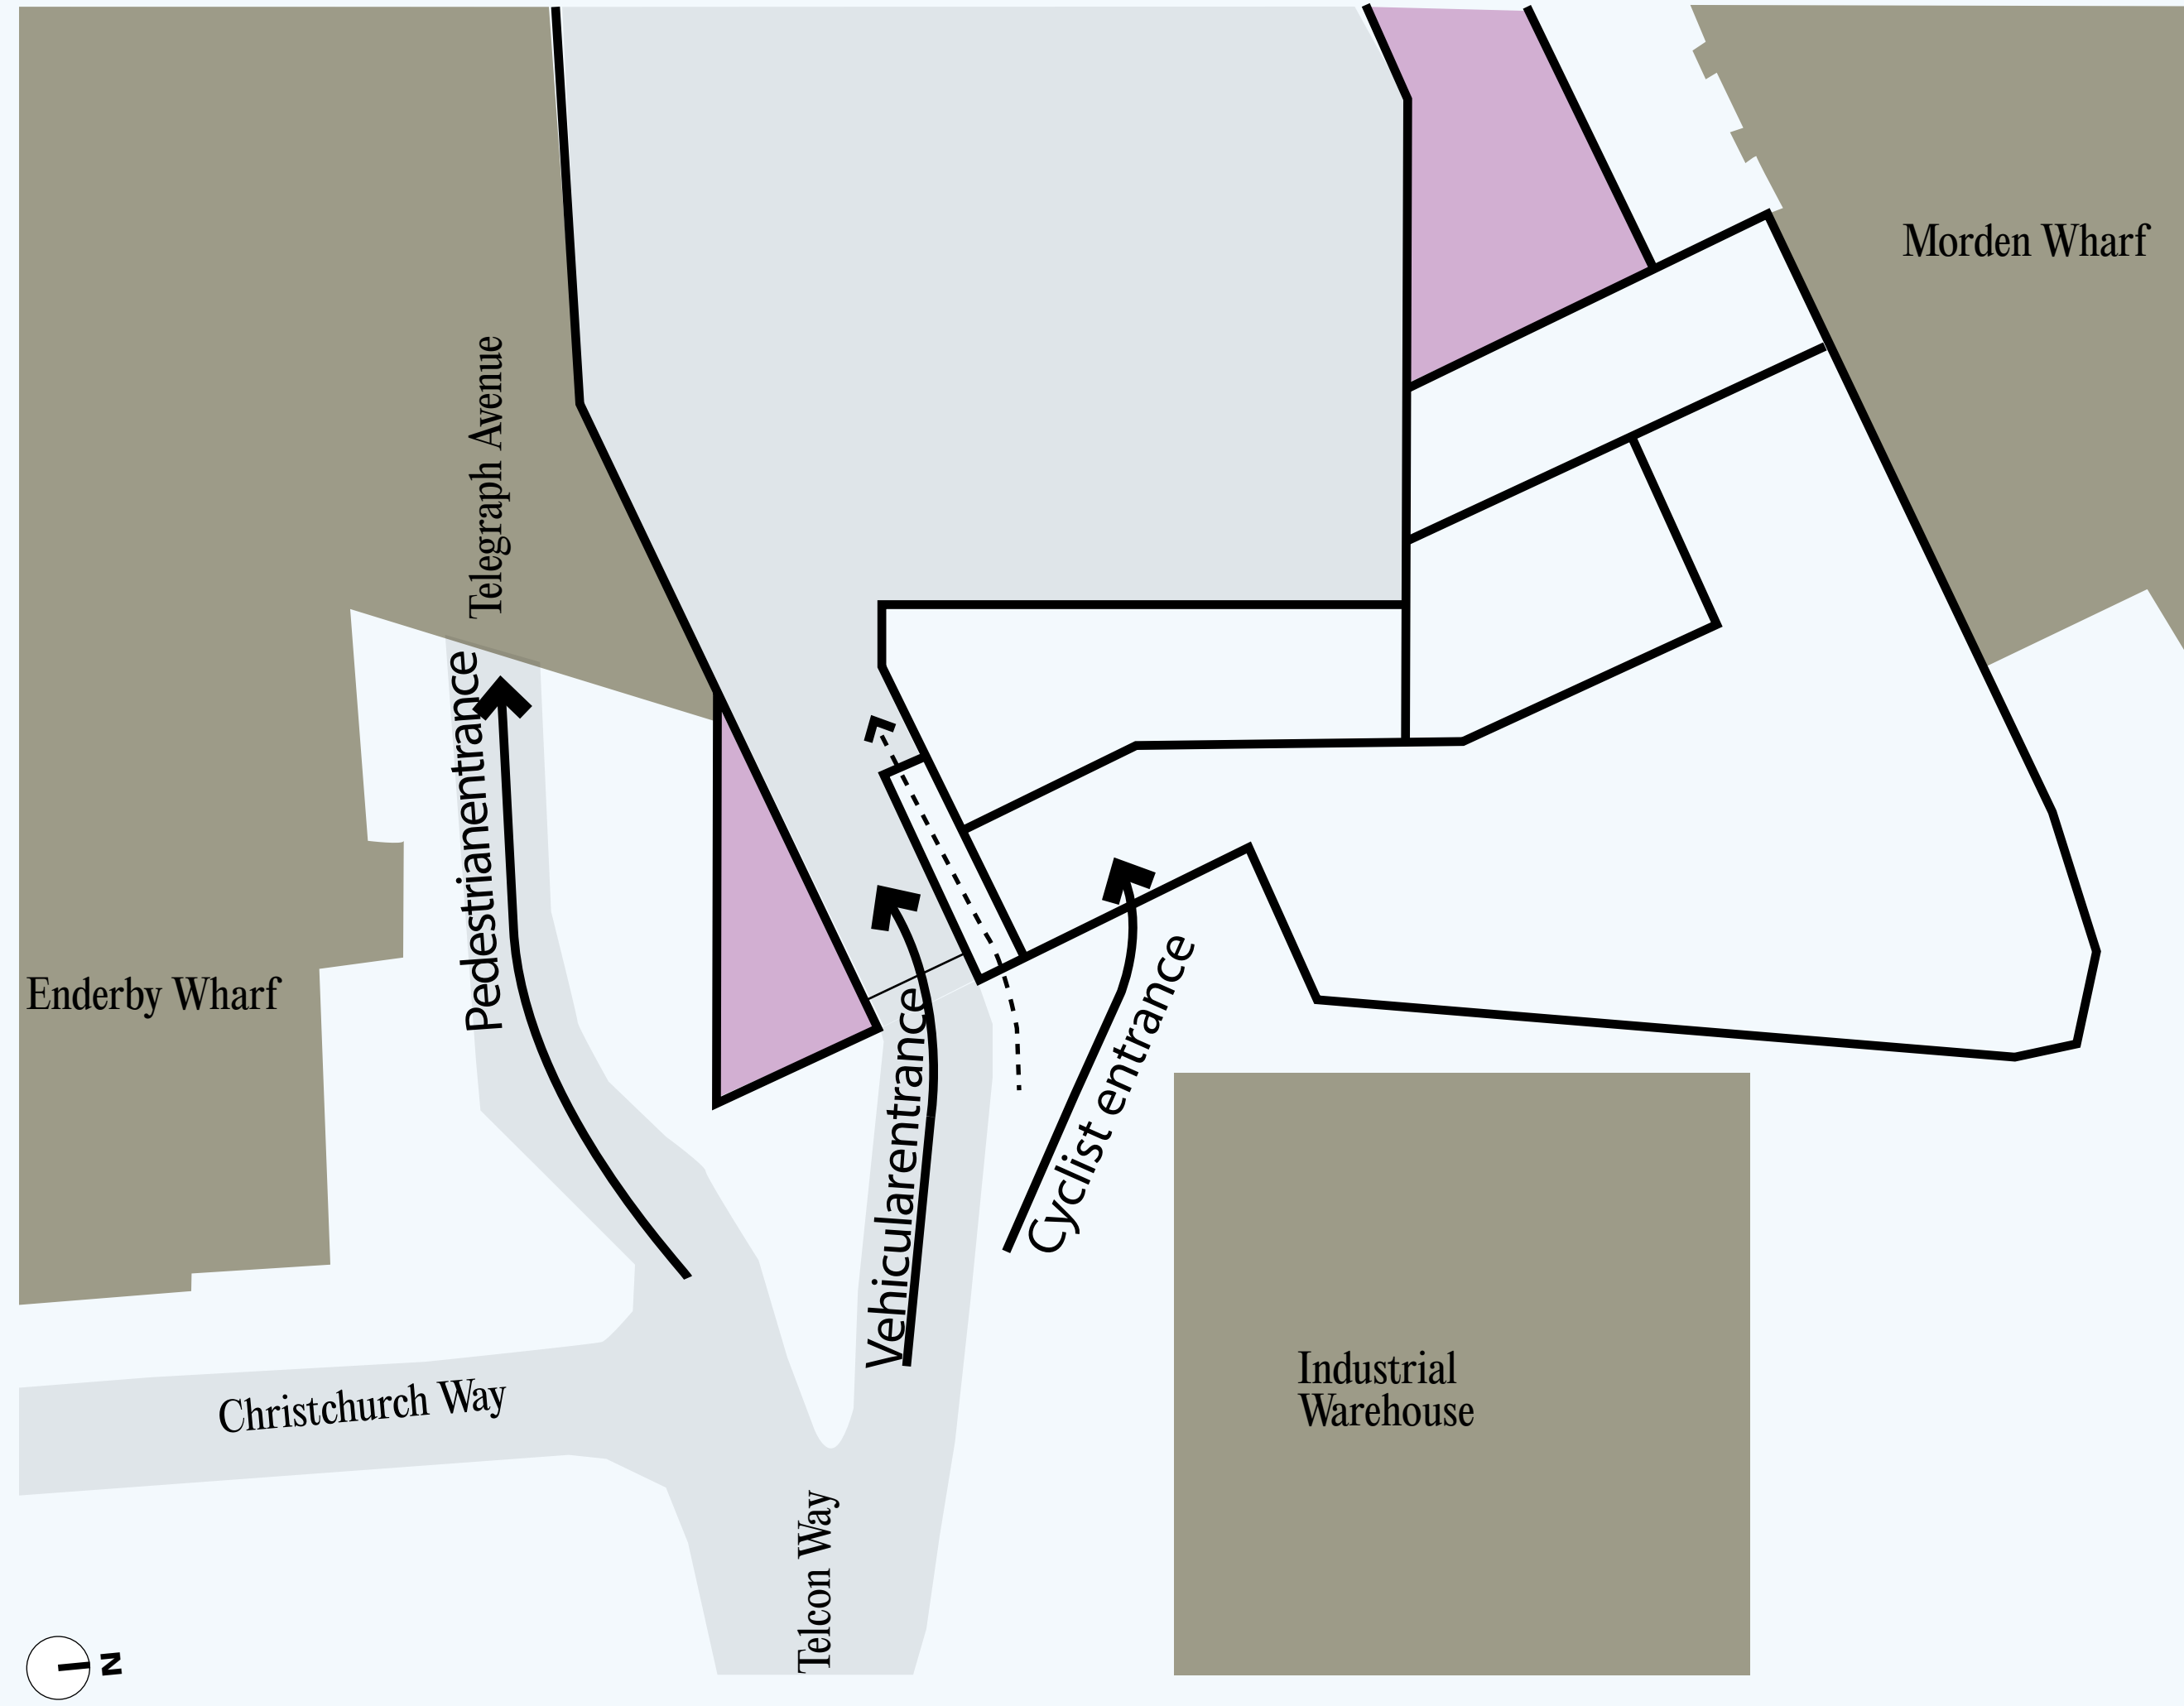 Morden Wharf
Telegraph Avenue
Pedestrianentrance
Enderby Wharf
Vehicularentrance
Cyclist entrance
Industrial
Warehouse
Christchurch Way
Telcon Way
N